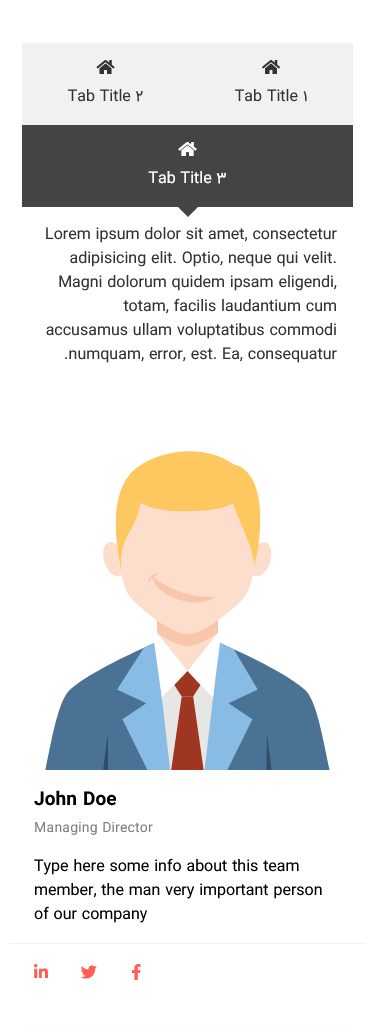 Tab Title ۱
Tab Title ۲
Tab Title ۳
Lorem ipsum dolor sit amet, consectetur
adipisicing elit. Optio, neque qui velit.
Magni dolorum quidem ipsam eligendi,
totam, facilis laudantium cum
accusamus ullam voluptatibus commodi
.numquam, error, est. Ea, consequatur
John Doe
Managing Director
Type here some info about this team
member, the man very important person
of our company